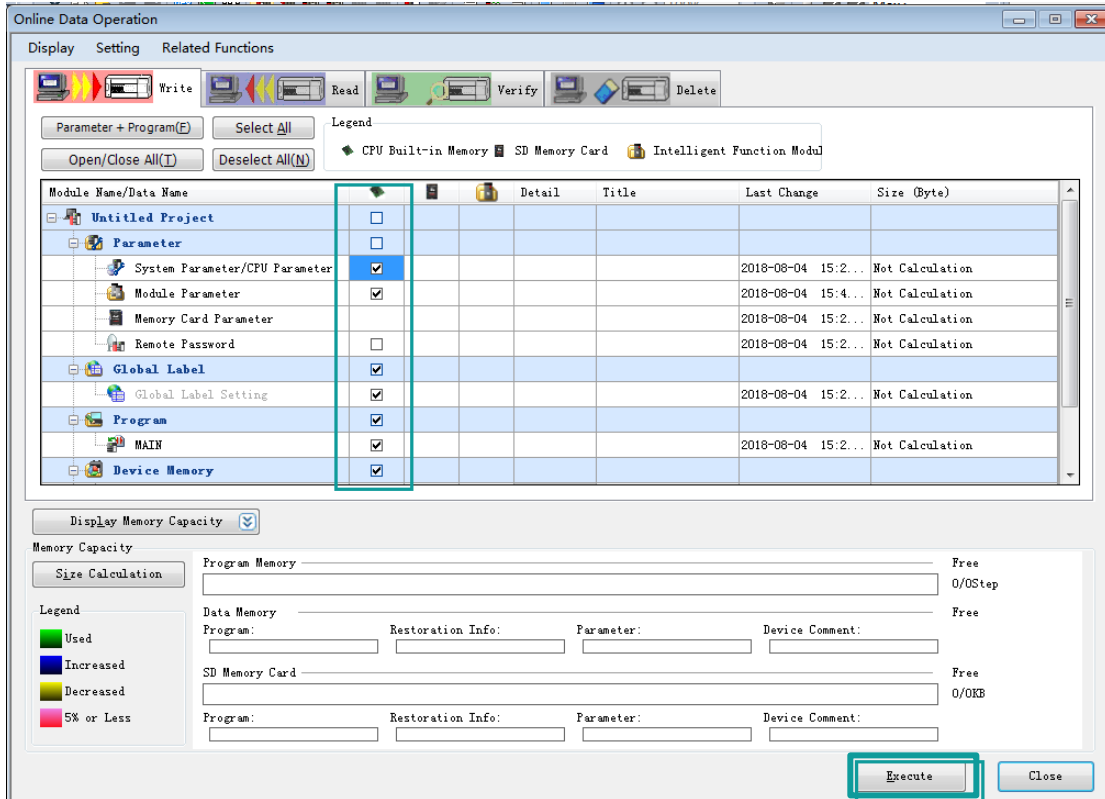 Online Data Operation
Display Setting Related Functions
Write Read Verify Delete
Parameter + Program(F) Select All Legend
CPU Built-in Memory SD Memory Card Intelligent Function Modul
Open/Close All(T) Deselect All(N)
Module Name/Data Name Detail Title Last Change Size (Byte)
Untitled Project
Parameter
System Parameter/CPU Parameter 2018-08-04 15:2... Not Calculation
Module Parameter 2018-08-04 15:4... Not Calculation
Memory Card Parameter 2018-08-04 15:2... Not Calculation
Remote Password 2018-08-04 15:2... Not Calculation
Global Label
Global Label Setting 2018-08-04 15:2... Not Calculation
Program
MAIN 2018-08-04 15:2... Not Calculation
Device Memory
Display Memory Capacity
Memory Capacity
Size Calculation
Program Memory Free
0/0Step
Legend
Used
Increased
Decreased
5% or Less
Data Memory Free
Program: Restoration Info: Parameter: Device Comment:
SD Memory Card Free
0/0KB
Program: Restoration Info: Parameter: Device Comment:
Execute Close